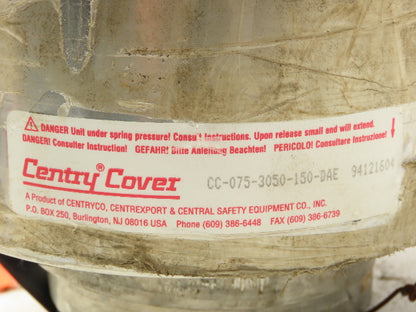 ⚠ DANGER Unit under spring pressure! Consult Instructions. Upon release small end will extend.
DANGER! Consulter Instruction! GEFAHR! Bitte Anleitung Beachten! PERICOLO! Consultere Instruzione!
Centry® Cover CC-075-3050-150-DAE 94121604
A Product of CENTRYCO, CENTREXPORT & CENTRAL SAFETY EQUIPMENT CO., INC.
P.O. BOX 250, Burlington, NJ 08016 USA Phone (609) 386-6448 FAX (609) 386-6739